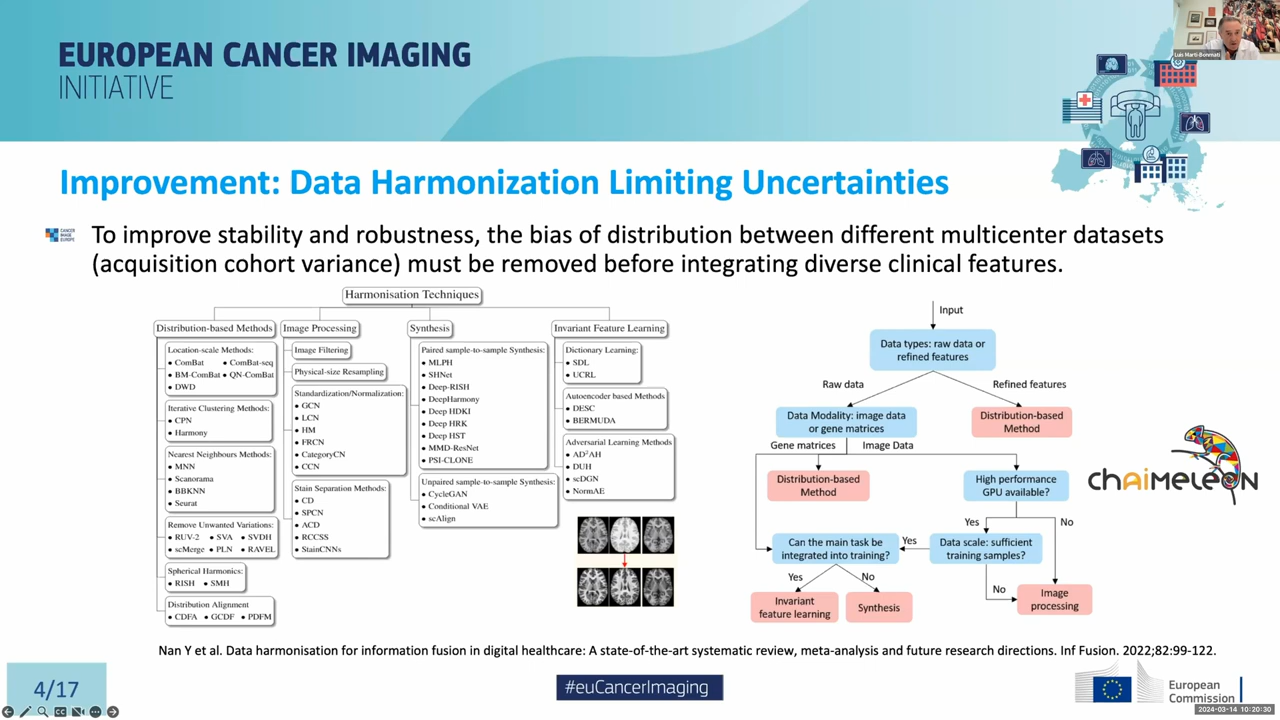 EUROPEAN CANCER IMAGING
INITIATIVE
Luis Martí-Bonmatí
Improvement: Data Harmonization Limiting Uncertainties
CANCER
IMAGE
EUROPE
To improve stability and robustness, the bias of distribution between different multicenter datasets
(acquisition cohort variance) must be removed before integrating diverse clinical features.
Harmonisation Techniques
Distribution-based Methods
Location-scale Methods:
• ComBat • ComBat-seq
• BM-ComBat • QN-ComBat
• DWD
Iterative Clustering Methods:
• CPN
• Harmony
Nearest Neighbours Methods:
• MNN
• Scanorama
• BBKNN
• Seurat
Remove Unwanted Variations:
• RUV-2 • SVA • SVDH
• scMerge • PLN • RAVEL
Spherical Harmonics:
• RISH • SMH
Distribution Alignment
• CDFA • GCDF • PDFM
Image Processing
Image Filtering
Physical-size Resampling
Standardization/Normalization:
• GCN
• LCN
• HM
• FRCN
• CategoryCN
• CCN
Stain Separation Methods:
• CD
• SPCN
• ACD
• RCCSS
• StainCNNs
Synthesis
Paired sample-to-sample Synthesis:
• MLPH
• SHNet
• Deep-RISH
• DeepHarmony
• Deep HDKI
• Deep HRK
• Deep HST
• MMD-ResNet
• PSI-CLONE
Unpaired sample-to-sample Synthesis:
• CycleGAN
• Conditional VAE
• scAlign
Invariant Feature Learning
Dictionary Learning:
• SDL
• UCRL
Autoencoder based Methods
• DESC
• BERMUDA
Adversarial Learning Methods
• AD²AH
• DUH
• scDGN
• NormAE
Input
Data types: raw data or
refined features
Raw data
Refined features
Data Modality: image data
or gene matrices
Distribution-based
Method
Gene matrices
Image Data
Distribution-based
Method
High performance
GPU available?
Yes
No
Can the main task be
integrated into training?
Yes
Data scale: sufficient
training samples?
Yes
No
No
Invariant
feature learning
Synthesis
Image
processing
chAIMELEON
Nan Y et al. Data harmonisation for information fusion in digital healthcare: A state-of-the-art systematic review, meta-analysis and future research directions. Inf Fusion. 2022;82:99-122.
4/17
#euCancerImaging
European
Commission
2024-03-14 10:20:30